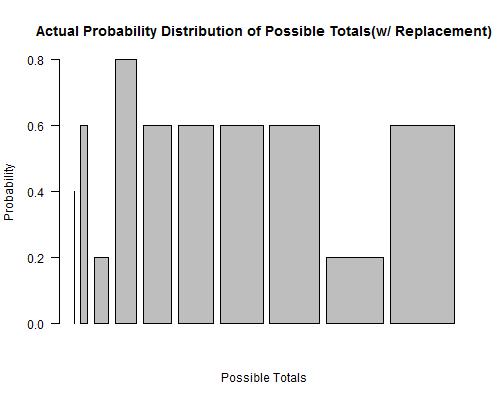 Actual Probability Distribution of Possible Totals(w/ Replacement)
0.8
0.6
0.4
0.2
0.0
Probability
Possible Totals